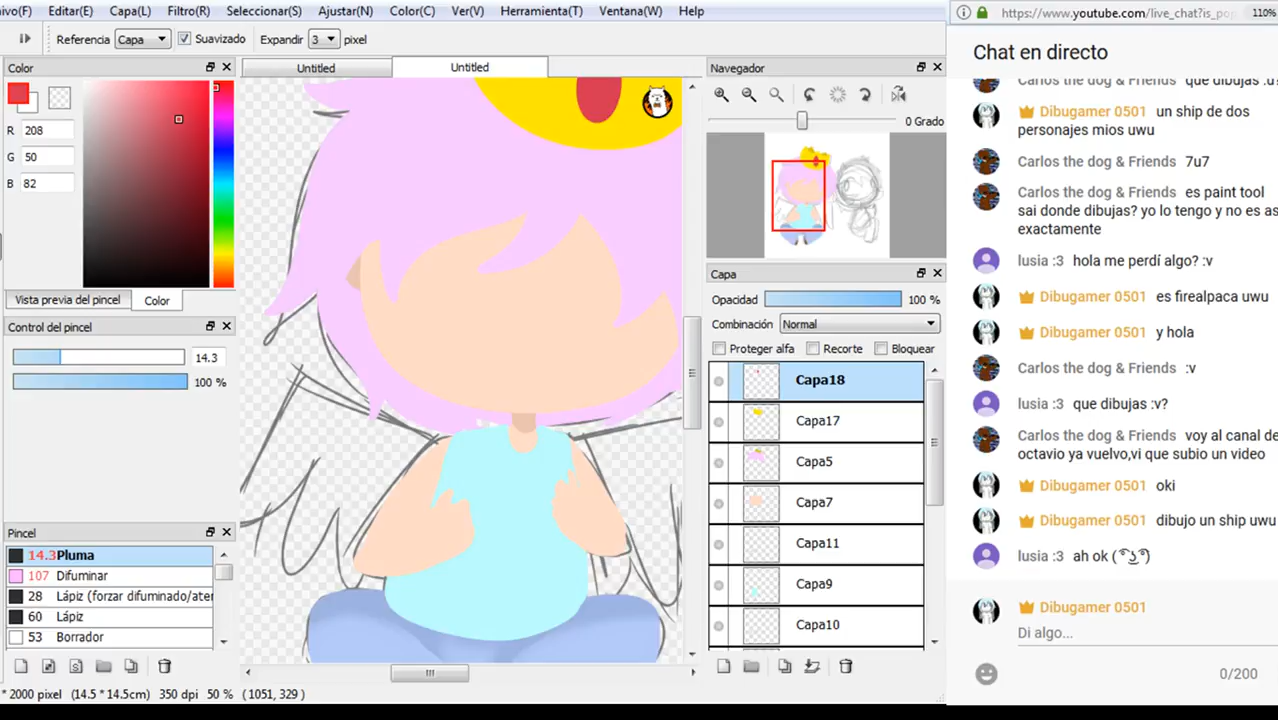 ivo(F) Editar(E) Capa(L) Filtro(R) Seleccionar(S) Ajustar(N) Color(C) Ver(V) Herramienta(T) Ventana(W) Help
Referencia Capa Suavizado Expandir 3 pixel
Color
R 208
G 50
B 82
Vista previa del pincel Color
Control del pincel
14.3
100 %
Pincel
14.3 Pluma
107 Difuminar
28 Lápiz (forzar difuminado/ater
60 Lápiz
53 Borrador
* 2000 pixel (14.5 * 14.5cm) 350 dpi 50 % (1051, 329)
Untitled Untitled
Navegador
0 Grado
Capa
Opacidad 100 %
Combinación Normal
Proteger alfa Recorte Bloquear
Capa18
Capa17
Capa5
Capa7
Capa11
Capa9
Capa10
https://www.youtube.com/live_chat?is_pop 110%
Chat en directo
Carlos the dog & Friends que dibujas :u?
Dibugamer 0501 un ship de dos
personajes mios uwu
Carlos the dog & Friends 7u7
Carlos the dog & Friends es paint tool
sai donde dibujas? yo lo tengo y no es as
exactamente
lusia :3 hola me perdí algo? :v
Dibugamer 0501 es firealpaca uwu
Dibugamer 0501 y hola
Carlos the dog & Friends :v
lusia :3 que dibujas :v?
Carlos the dog & Friends voy al canal de
octavio ya vuelvo,vi que subio un video
Dibugamer 0501 oki
Dibugamer 0501 dibujo un ship uwu
lusia :3 ah ok ( ͡° ͜ʖ ͡°)
Dibugamer 0501
Di algo...
0/200